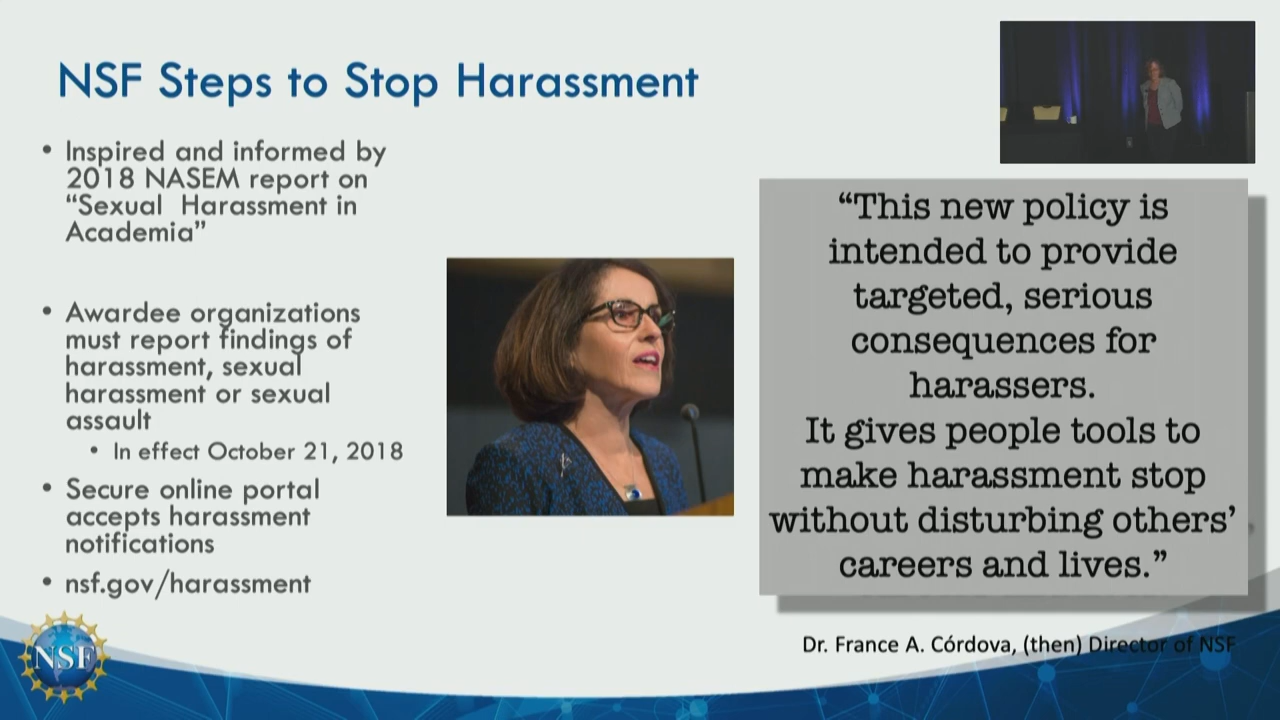 NSF Steps to Stop Harassment
• Inspired and informed by
2018 NASEM report on
“Sexual  Harassment in
Academia”
• Awardee organizations
must report findings of
harassment, sexual
harassment or sexual
assault
• In effect October 21, 2018
• Secure online portal
accepts harassment
notifications
• nsf.gov/harassment
“This new policy is
intended to provide
targeted, serious
consequences for
harassers.
It gives people tools to
make harassment stop
without disturbing others’
careers and lives.”
Dr. France A. Córdova, (then) Director of NSF
NSF